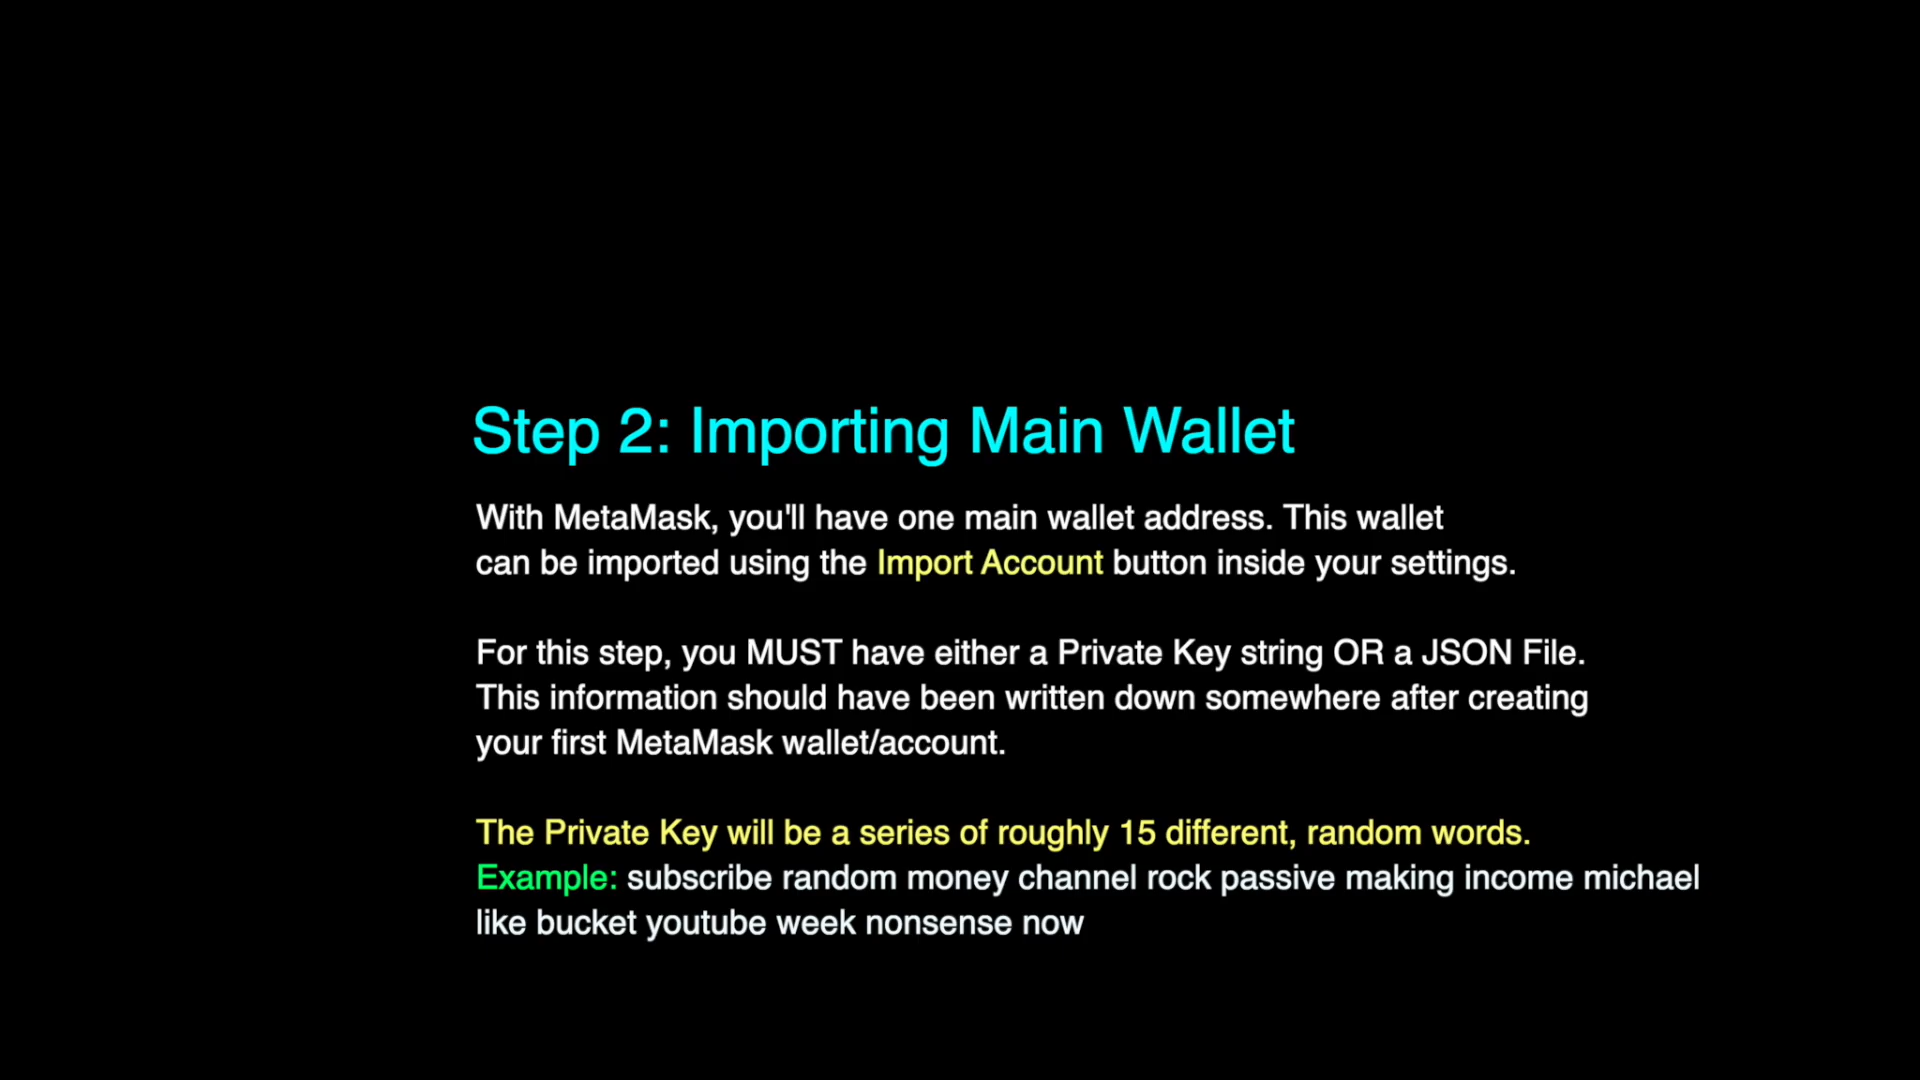 Step 2: Importing Main Wallet
With MetaMask, you'll have one main wallet address. This wallet
can be imported using the Import Account button inside your settings.
For this step, you MUST have either a Private Key string OR a JSON File.
This information should have been written down somewhere after creating
your first MetaMask wallet/account.
The Private Key will be a series of roughly 15 different, random words.
Example: subscribe random money channel rock passive making income michael
like bucket youtube week nonsense now